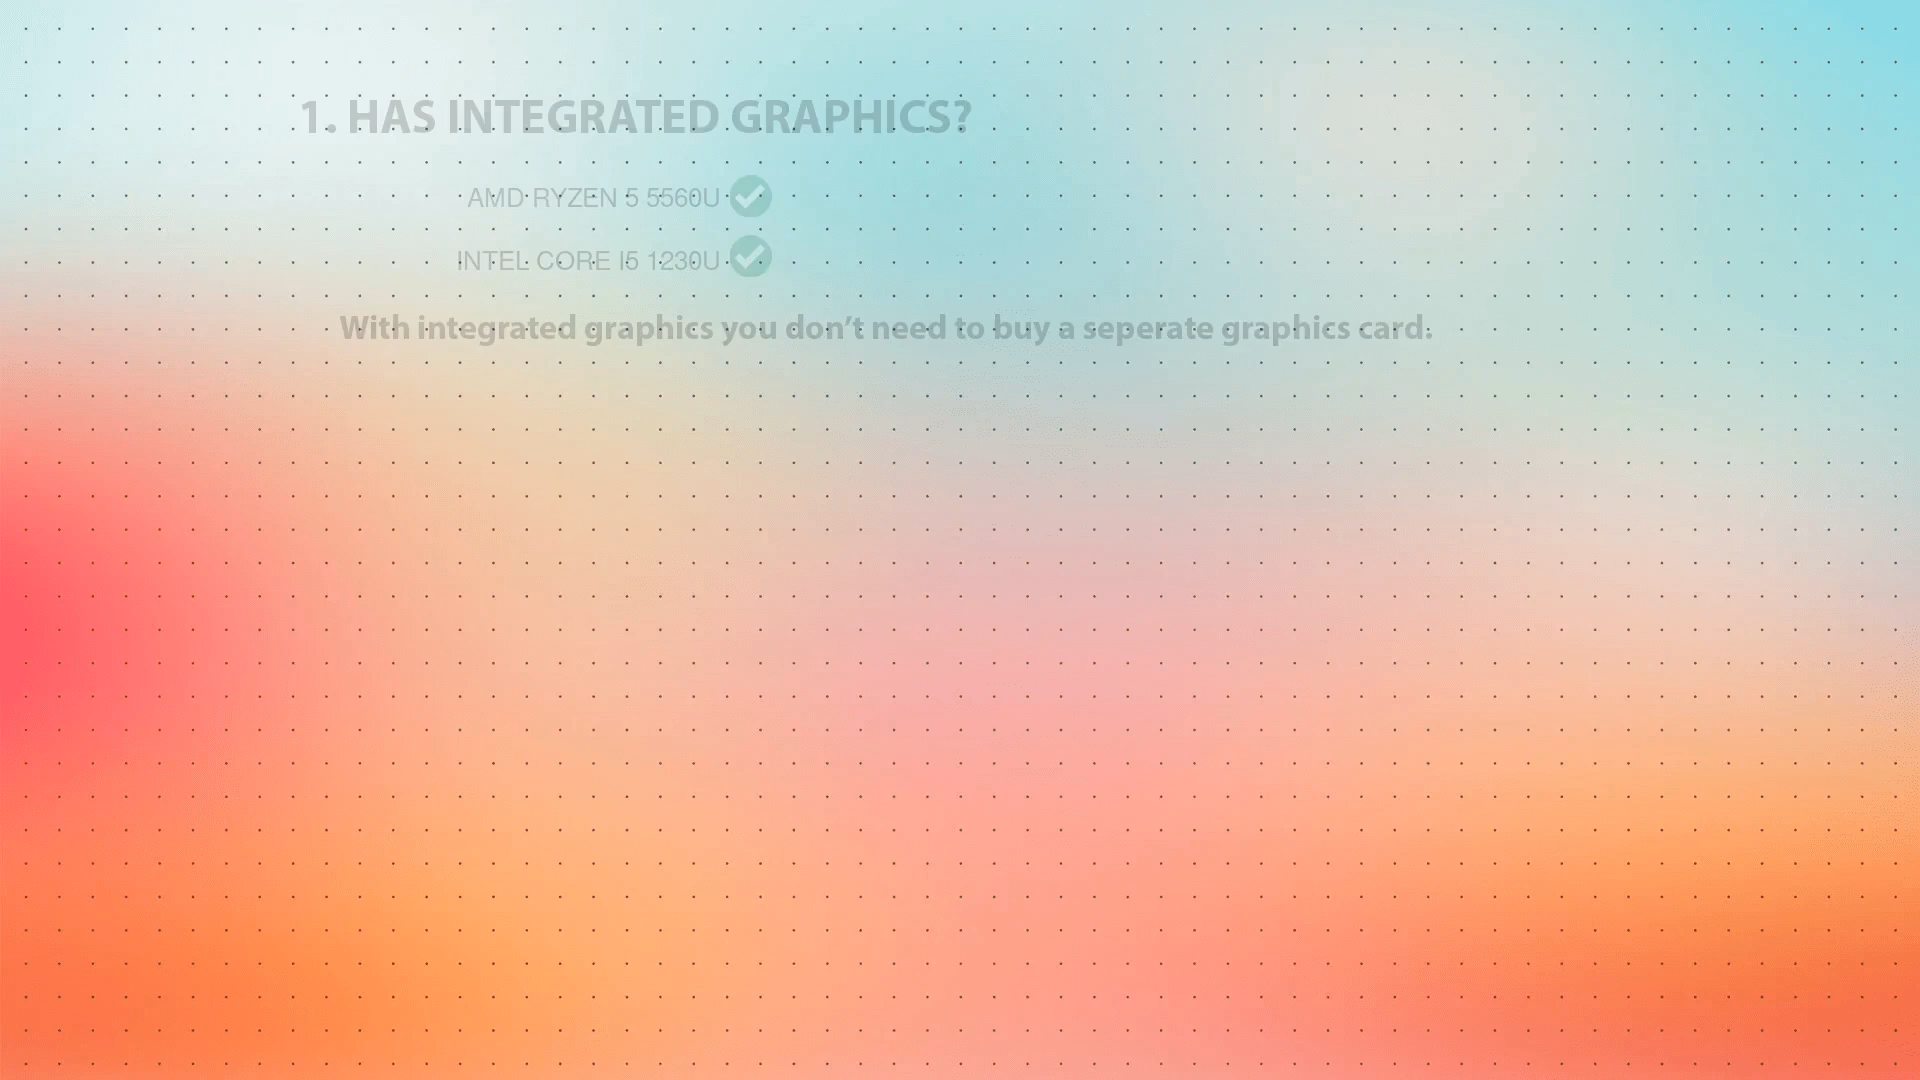 1. HAS INTEGRATED GRAPHICS?
AMD RYZEN 5 5560U
INTEL CORE I5 1230U
With integrated graphics you don’t need to buy a seperate graphics card.